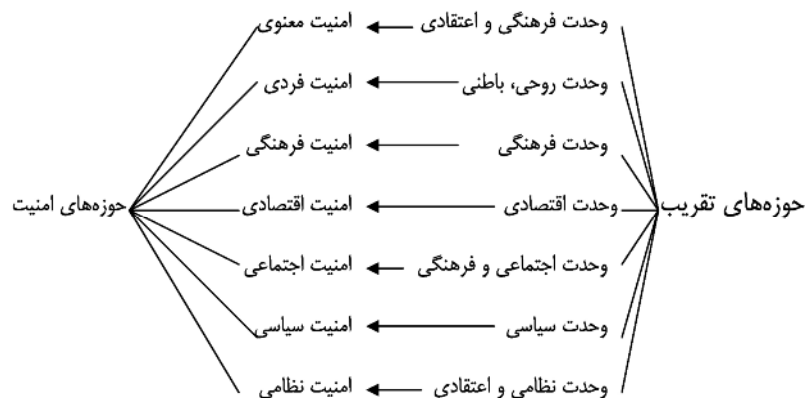 وحدت فرهنگی و اعتقادی امنیت معنوی
وحدت روحی، باطنی امنیت فردی
وحدت فرهنگی امنیت فرهنگی
حوزه‌های تقریب وحدت اقتصادی امنیت اقتصادی حوزه‌های امنیت
وحدت اجتماعی و فرهنگی امنیت اجتماعی
وحدت سیاسی امنیت سیاسی
وحدت نظامی و اعتقادی امنیت نظامی